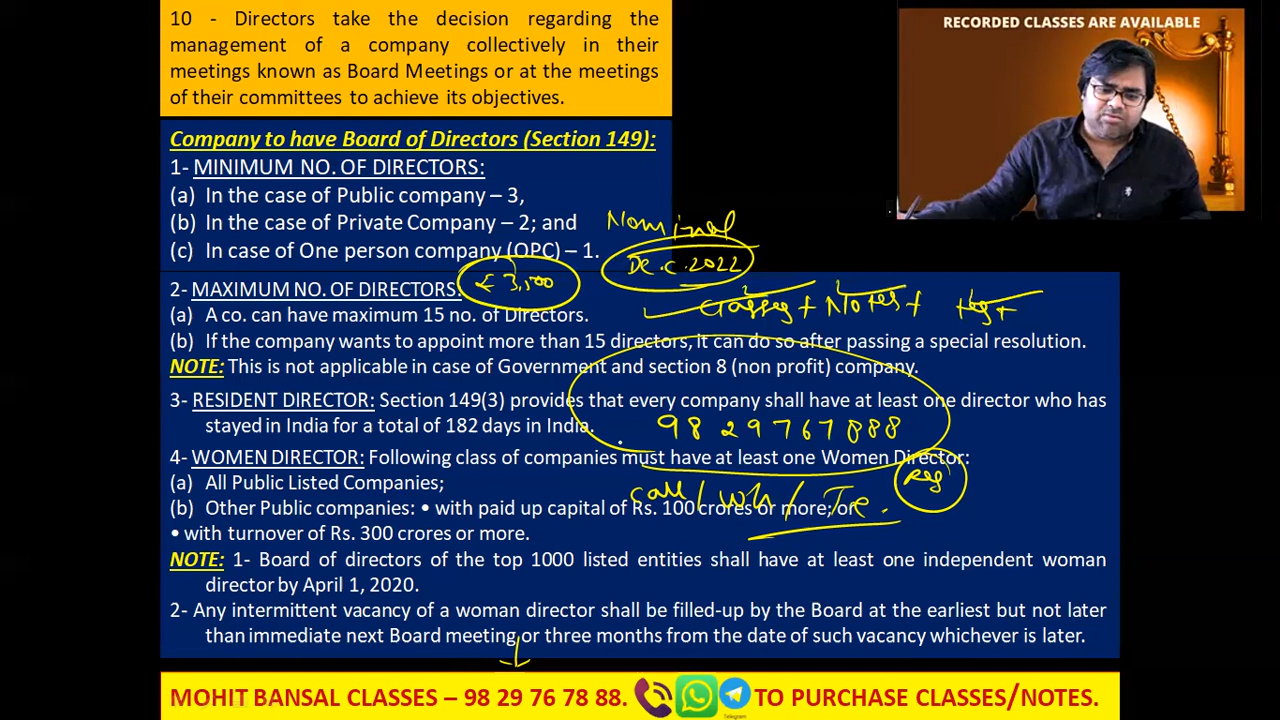 10 - Directors take the decision regarding the
management of a company collectively in their
meetings known as Board Meetings or at the meetings
of their committees to achieve its objectives.
RECORDED CLASSES ARE AVAILABLE
Company to have Board of Directors (Section 149):
1- MINIMUM NO. OF DIRECTORS:
(a) In the case of Public company – 3,
(b) In the case of Private Company – 2; and
(c) In case of One person company (OPC) – 1.
Nominal
Dec. 2022
2- MAXIMUM NO. OF DIRECTORS:
₹ 3,500
Classes + Notes +
(a) A co. can have maximum 15 no. of Directors.
(b) If the company wants to appoint more than 15 directors, it can do so after passing a special resolution.
NOTE: This is not applicable in case of Government and section 8 (non profit) company.
3- RESIDENT DIRECTOR: Section 149(3) provides that every company shall have at least one director who has
stayed in India for a total of 182 days in India.
9829767888
4- WOMEN DIRECTOR: Following class of companies must have at least one Women Director:
(a) All Public Listed Companies;
Reg
call / Wh / Te.
(b) Other Public companies: • with paid up capital of Rs. 100 crores or more; or
• with turnover of Rs. 300 crores or more.
NOTE: 1- Board of directors of the top 1000 listed entities shall have at least one independent woman
director by April 1, 2020.
2- Any intermittent vacancy of a woman director shall be filled-up by the Board at the earliest but not later
than immediate next Board meeting or three months from the date of such vacancy whichever is later.
MOHIT BANSAL CLASSES – 98 29 76 78 88. TO PURCHASE CLASSES/NOTES.
Telegram